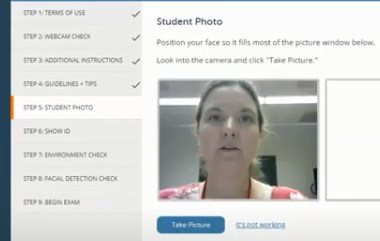 STEP 1: TERMS OF USE
STEP 2: WEBCAM CHECK
STEP 3: ADDITIONAL INSTRUCTIONS
STEP 4: GUIDELINES + TIPS
STEP 5: STUDENT PHOTO
STEP 6: SHOW ID
STEP 7: ENVIRONMENT CHECK
STEP 8: FACIAL DETECTION CHECK
STEP 9: BEGIN EXAM
Student Photo
Position your face so it fills most of the picture window below.
Look into the camera and click "Take Picture."
Take Picture
It's not working